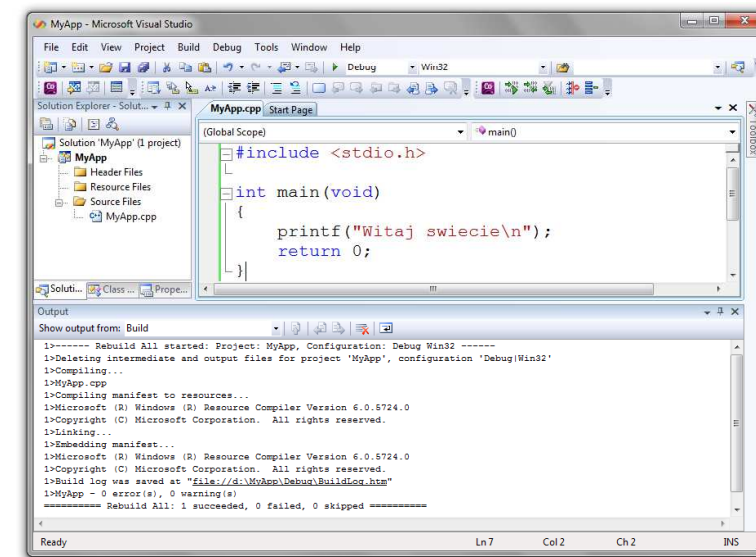 MyApp - Microsoft Visual Studio
File Edit View Project Build Debug Tools Window Help
Debug Win32
Solution Explorer - Solut...
MyApp.cpp Start Page
(Global Scope) main()
Toolbox
Solution 'MyApp' (1 project)
MyApp
Header Files
Resource Files
Source Files
MyApp.cpp
#include <stdio.h>
int main(void)
{
printf("Witaj swiecie\n");
return 0;
}
Soluti... Class ... Prope...
Output
Show output from: Build
1>------ Rebuild All started: Project: MyApp, Configuration: Debug Win32 ------
1>Deleting intermediate and output files for project 'MyApp', configuration 'Debug|Win32'
1>Compiling...
1>MyApp.cpp
1>Compiling manifest to resources...
1>Microsoft (R) Windows (R) Resource Compiler Version 6.0.5724.0
1>Copyright (C) Microsoft Corporation.  All rights reserved.
1>Linking...
1>Embedding manifest...
1>Microsoft (R) Windows (R) Resource Compiler Version 6.0.5724.0
1>Copyright (C) Microsoft Corporation.  All rights reserved.
1>Build log was saved at "file://d:\MyApp\Debug\BuildLog.htm"
1>MyApp - 0 error(s), 0 warning(s)
========== Rebuild All: 1 succeeded, 0 failed, 0 skipped ==========
Ready Ln 7 Col 2 Ch 2 INS